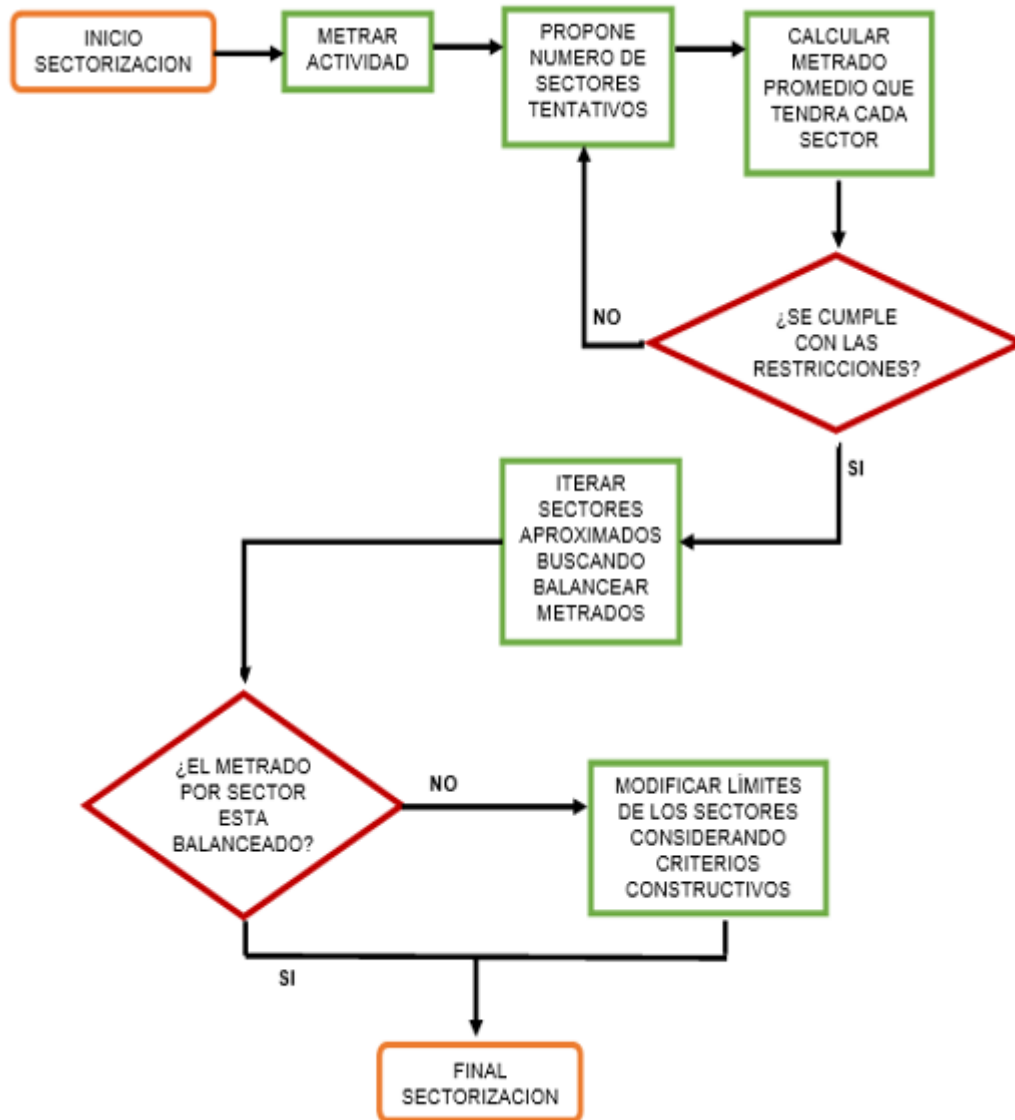 INICIO
SECTORIZACION
METRAR
ACTIVIDAD
PROPONE
NUMERO DE
SECTORES
TENTATIVOS
CALCULAR
METRADO
PROMEDIO QUE
TENDRA CADA
SECTOR
¿SE CUMPLE
CON LAS
RESTRICCIONES?
NO
SI
ITERAR
SECTORES
APROXIMADOS
BUSCANDO
BALANCEAR
METRADOS
¿EL METRADO
POR SECTOR
ESTA
BALANCEADO?
NO
MODIFICAR LÍMITES
DE LOS SECTORES
CONSIDERANDO
CRITERIOS
CONSTRUCTIVOS
SI
FINAL
SECTORIZACION